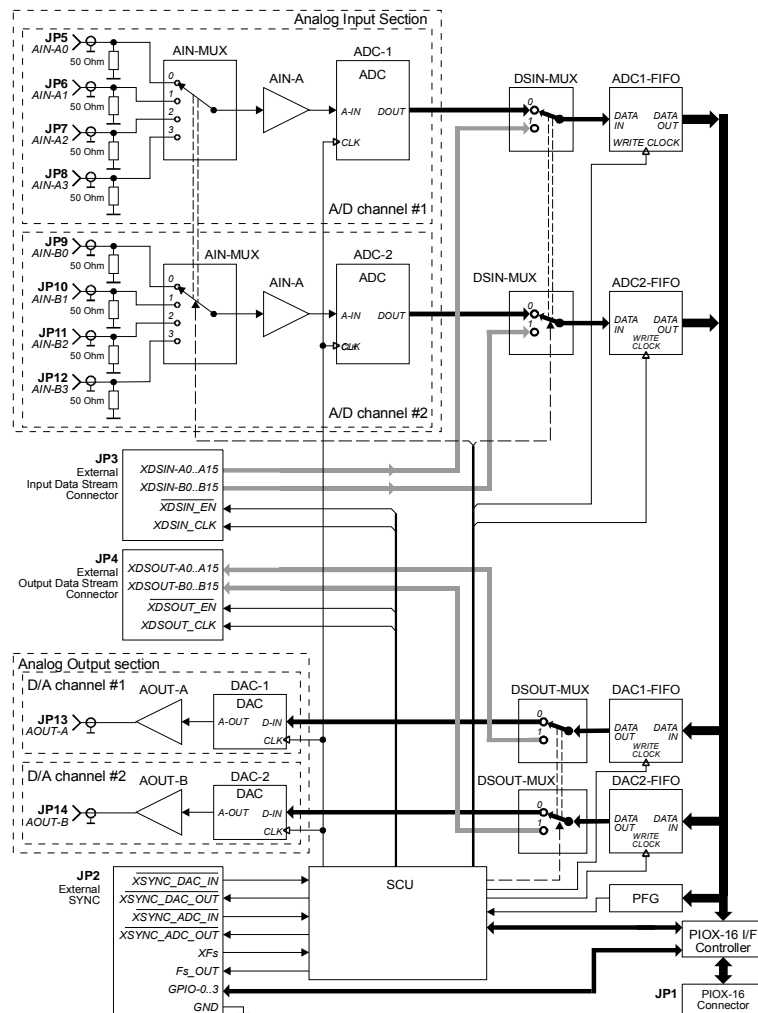 Analog Input Section
JP5
AIN-A0
50 Ohm
JP6
AIN-A1
50 Ohm
JP7
AIN-A2
50 Ohm
JP8
AIN-A3
50 Ohm
AIN-MUX
0
1
2
3
AIN-A
ADC-1
ADC
A-IN
DOUT
CLK
A/D channel #1
DSIN-MUX
0
1
ADC1-FIFO
DATA IN
DATA OUT
WRITE CLOCK
JP9
AIN-B0
50 Ohm
JP10
AIN-B1
50 Ohm
JP11
AIN-B2
50 Ohm
JP12
AIN-B3
50 Ohm
AIN-MUX
0
1
2
3
AIN-A
ADC-2
ADC
A-IN
DOUT
CLK
A/D channel #2
DSIN-MUX
0
1
ADC2-FIFO
DATA IN
DATA OUT
WRITE CLOCK
JP3
External
Input Data Stream
Connector
XDSIN-A0..A15
XDSIN-B0..B15
XDSIN_EN
XDSIN_CLK
JP4
External
Output Data Stream
Connector
XDSOUT-A0..A15
XDSOUT-B0..B15
XDSOUT_EN
XDSOUT_CLK
Analog Output section
D/A channel #1
JP13
AOUT-A
AOUT-A
DAC-1
DAC
A-OUT
D-IN
CLK
DSOUT-MUX
0
1
DAC1-FIFO
DATA OUT
DATA IN
WRITE CLOCK
D/A channel #2
JP14
AOUT-B
AOUT-B
DAC-2
DAC
A-OUT
D-IN
CLK
DSOUT-MUX
0
1
DAC2-FIFO
DATA OUT
DATA IN
WRITE CLOCK
JP2
External
SYNC
XSYNC_DAC_IN
XSYNC_DAC_OUT
XSYNC_ADC_IN
XSYNC_ADC_OUT
XFs
Fs_OUT
GPIO-0..3
GND
SCU
PFG
PIOX-16 I/F
Controller
JP1
PIOX-16
Connector